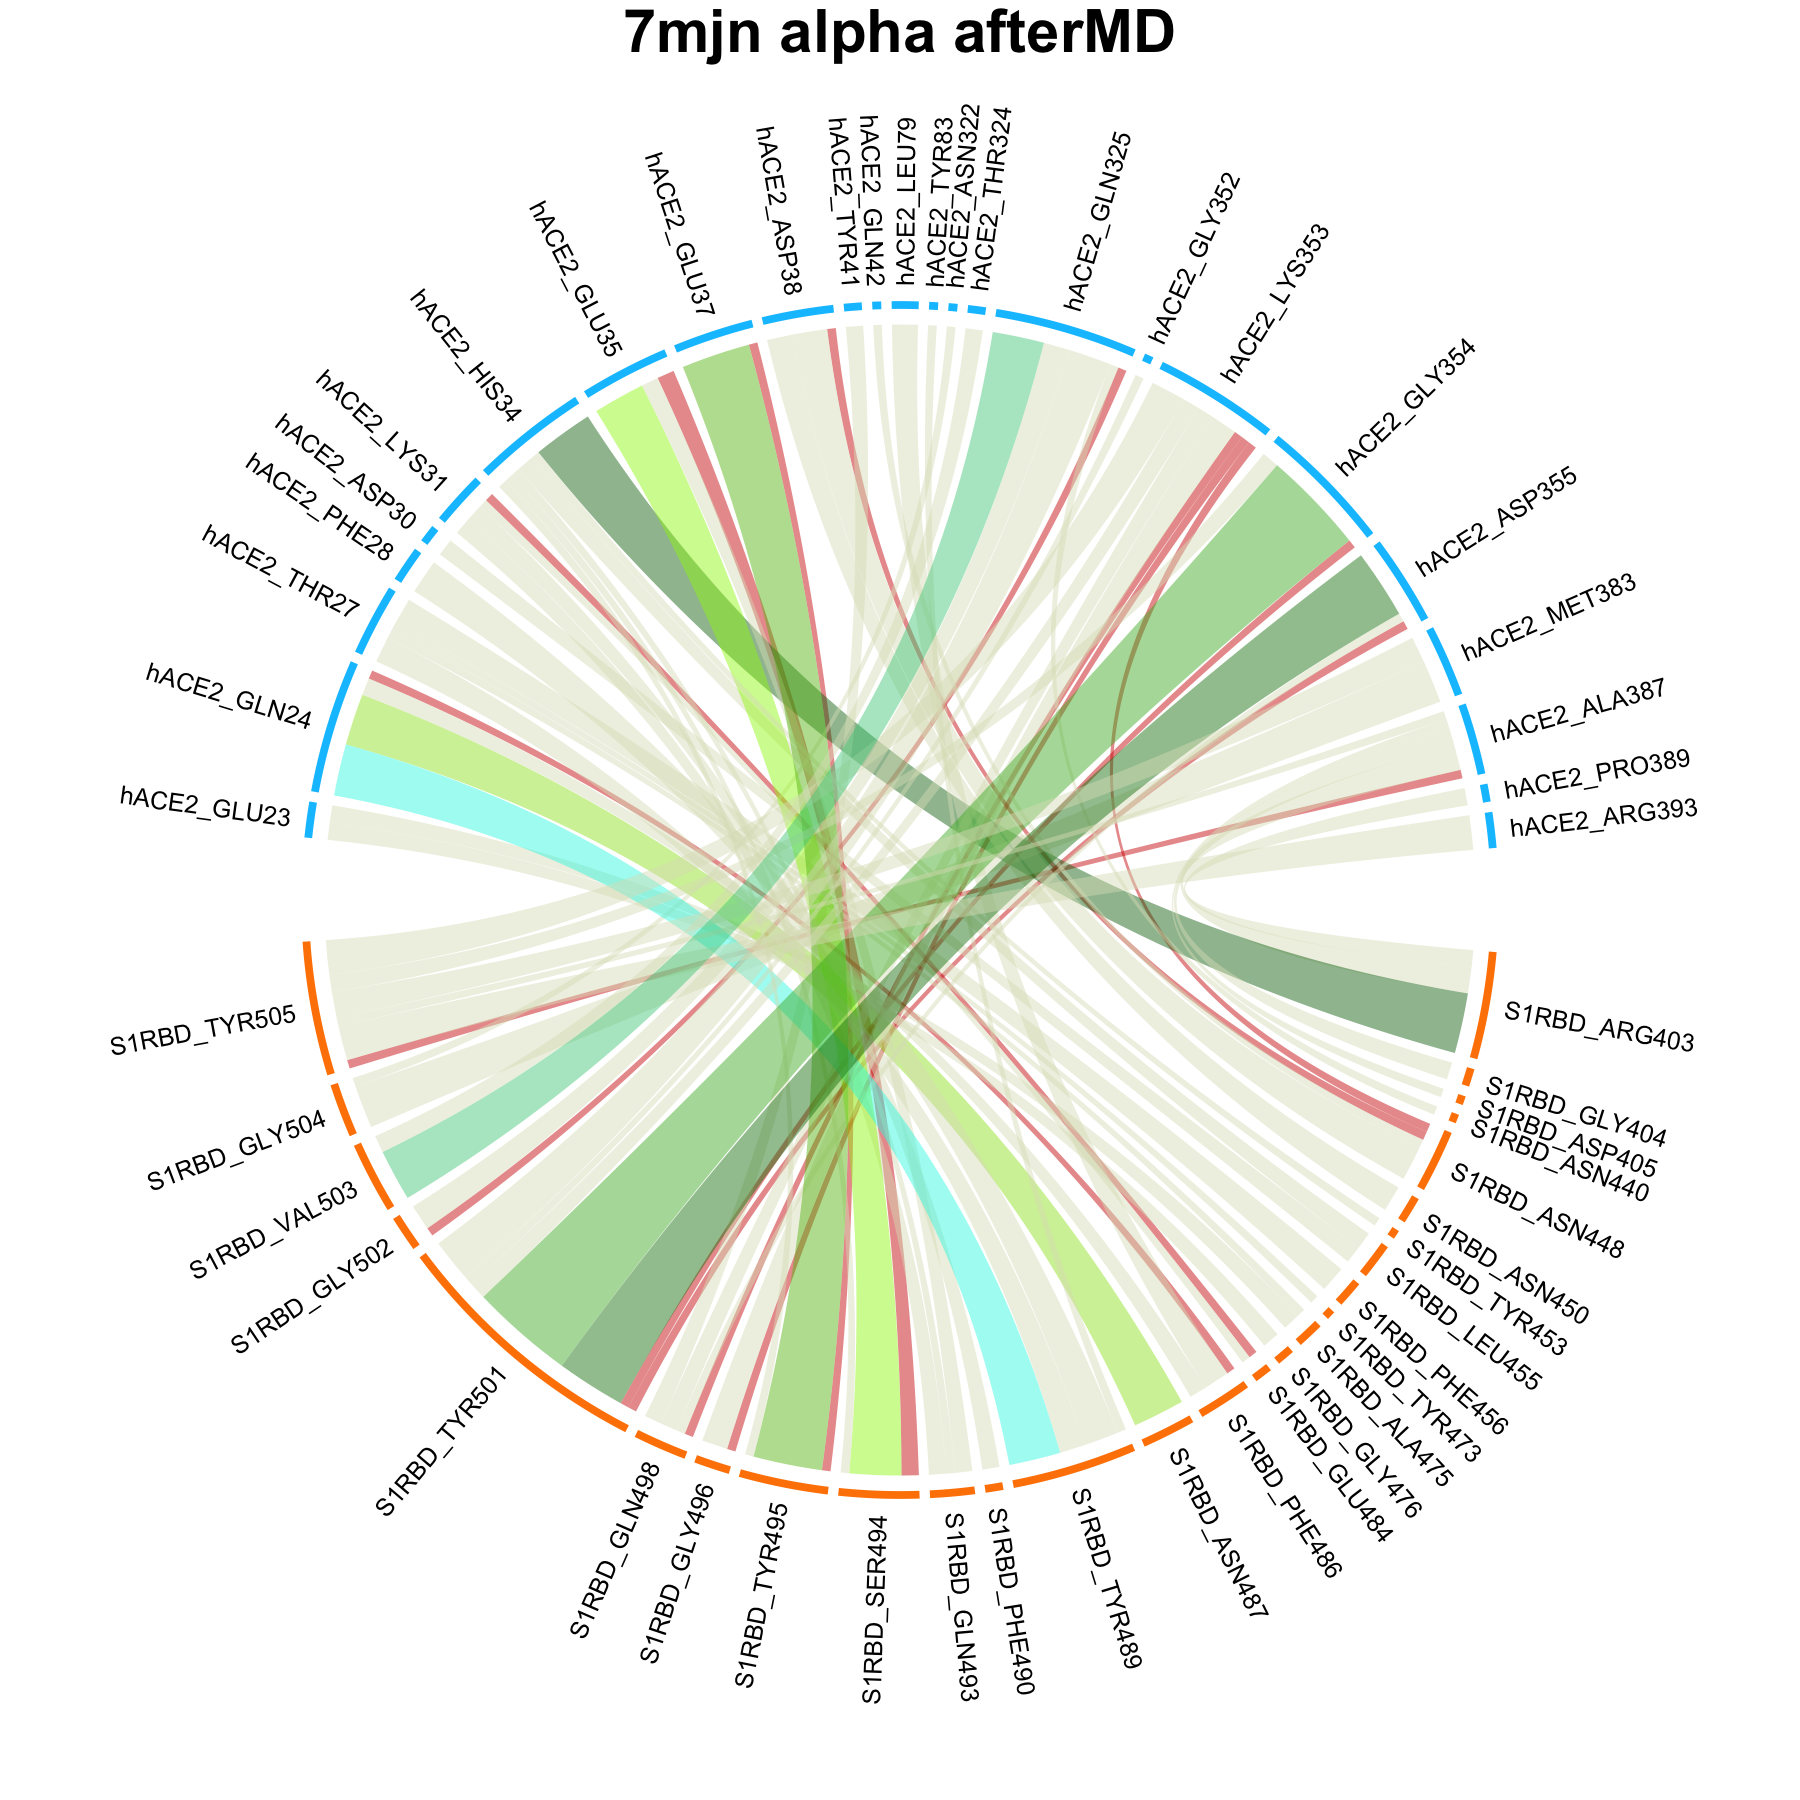 7mjn alpha afterMD
hACE2_GLU23
hACE2_GLN24
hACE2_THR27
hACE2_PHE28
hACE2_ASP30
hACE2_LYS31
hACE2_HIS34
hACE2_GLU35
hACE2_GLU37
hACE2_ASP38
hACE2_TYR41
hACE2_GLN42
hACE2_LEU79
hACE2_TYR83
hACE2_ASN322
hACE2_THR324
hACE2_GLN325
hACE2_GLY352
hACE2_LYS353
hACE2_GLY354
hACE2_ASP355
hACE2_MET383
hACE2_ALA387
hACE2_PRO389
hACE2_ARG393
S1RBD_ARG403
S1RBD_GLY404
S1RBD_ASP405
S1RBD_ASN440
S1RBD_ASN448
S1RBD_ASN450
S1RBD_TYR453
S1RBD_LEU455
S1RBD_PHE456
S1RBD_TYR473
S1RBD_ALA475
S1RBD_GLY476
S1RBD_GLU484
S1RBD_PHE486
S1RBD_ASN487
S1RBD_TYR489
S1RBD_PHE490
S1RBD_GLN493
S1RBD_SER494
S1RBD_TYR495
S1RBD_GLY496
S1RBD_GLN498
S1RBD_TYR501
S1RBD_GLY502
S1RBD_VAL503
S1RBD_GLY504
S1RBD_TYR505